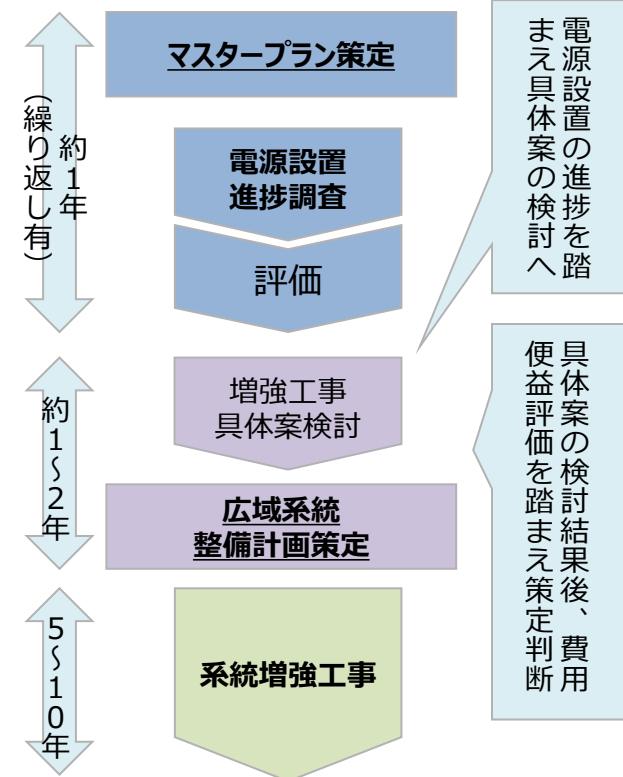 マスタープラン策定
約1年
（繰り返し有）
電源設置
進捗調査
評価
電源設置の進捗を踏
まえ具体案の検討へ
約1～2年
増強工事
具体案検討
広域系統
整備計画策定
具体案の検討結果後、費用
便益評価を踏まえ策定判断
5～10年
系統増強工事